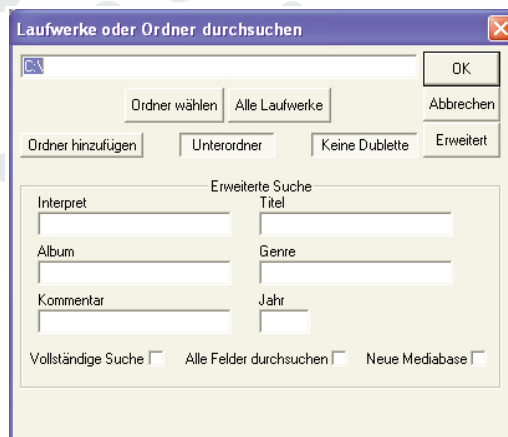 Laufwerke oder Ordner durchsuchen
C:\
OK
Ordner wählen Alle Laufwerke Abbrechen
Ordner hinzufügen Unterordner Keine Dublette Erweitert
Erweiterte Suche
Interpret Titel
Album Genre
Kommentar Jahr
Vollständige Suche Alle Felder durchsuchen Neue Mediabase